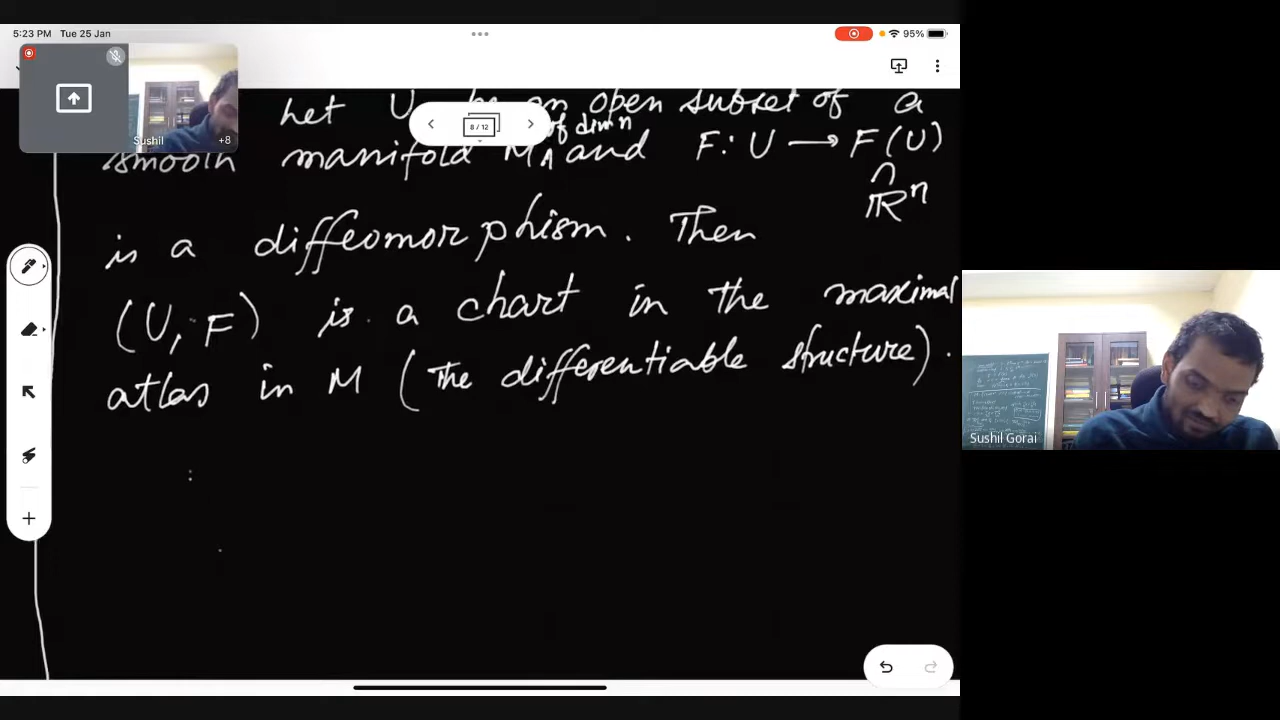 5:23 PM Tue 25 Jan
95%
Sushil
+8
8 / 12
Let U an open subset of a
smooth manifold M ∧ of dim n and F: U → F(U)
∩
ℝⁿ
is a diffeomorphism. Then
(U, F) is a chart in the maximal
atlas in M (The differentiable structure).
Sushil Gorai